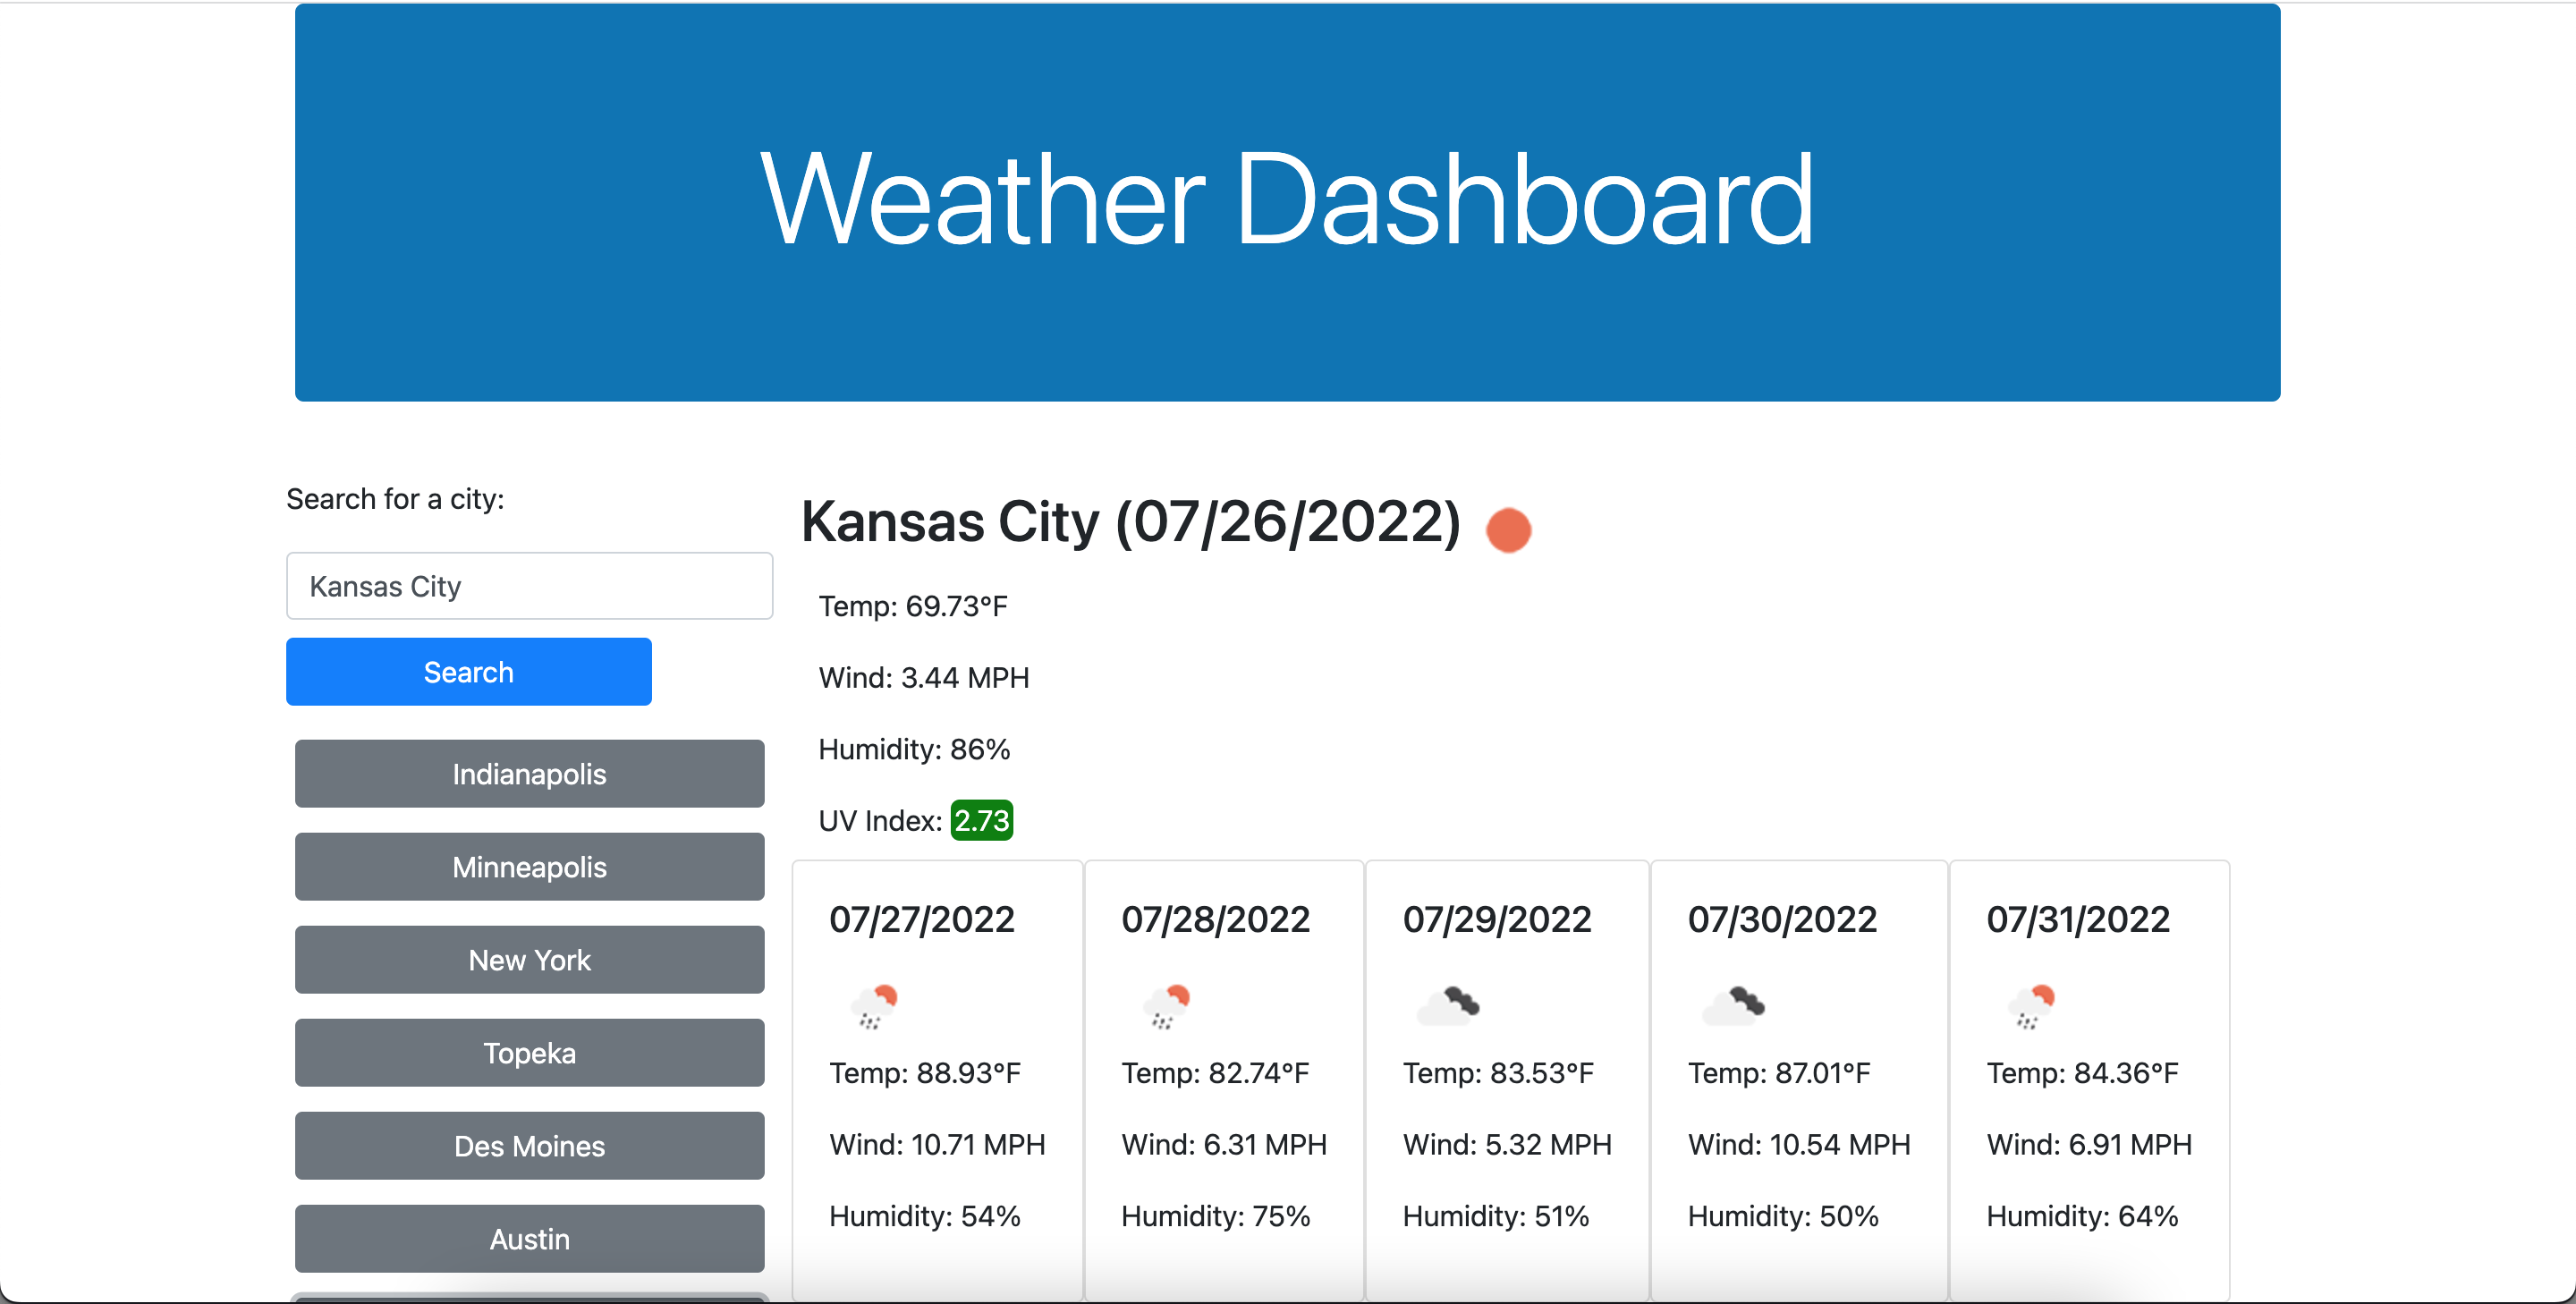 Weather Dashboard
Search for a city:
Kansas City
Search
Indianapolis
Minneapolis
New York
Topeka
Des Moines
Austin
Kansas City (07/26/2022)
Temp: 69.73°F
Wind: 3.44 MPH
Humidity: 86%
UV Index: 2.73
07/27/2022
Temp: 88.93°F
Wind: 10.71 MPH
Humidity: 54%
07/28/2022
Temp: 82.74°F
Wind: 6.31 MPH
Humidity: 75%
07/29/2022
Temp: 83.53°F
Wind: 5.32 MPH
Humidity: 51%
07/30/2022
Temp: 87.01°F
Wind: 10.54 MPH
Humidity: 50%
07/31/2022
Temp: 84.36°F
Wind: 6.91 MPH
Humidity: 64%